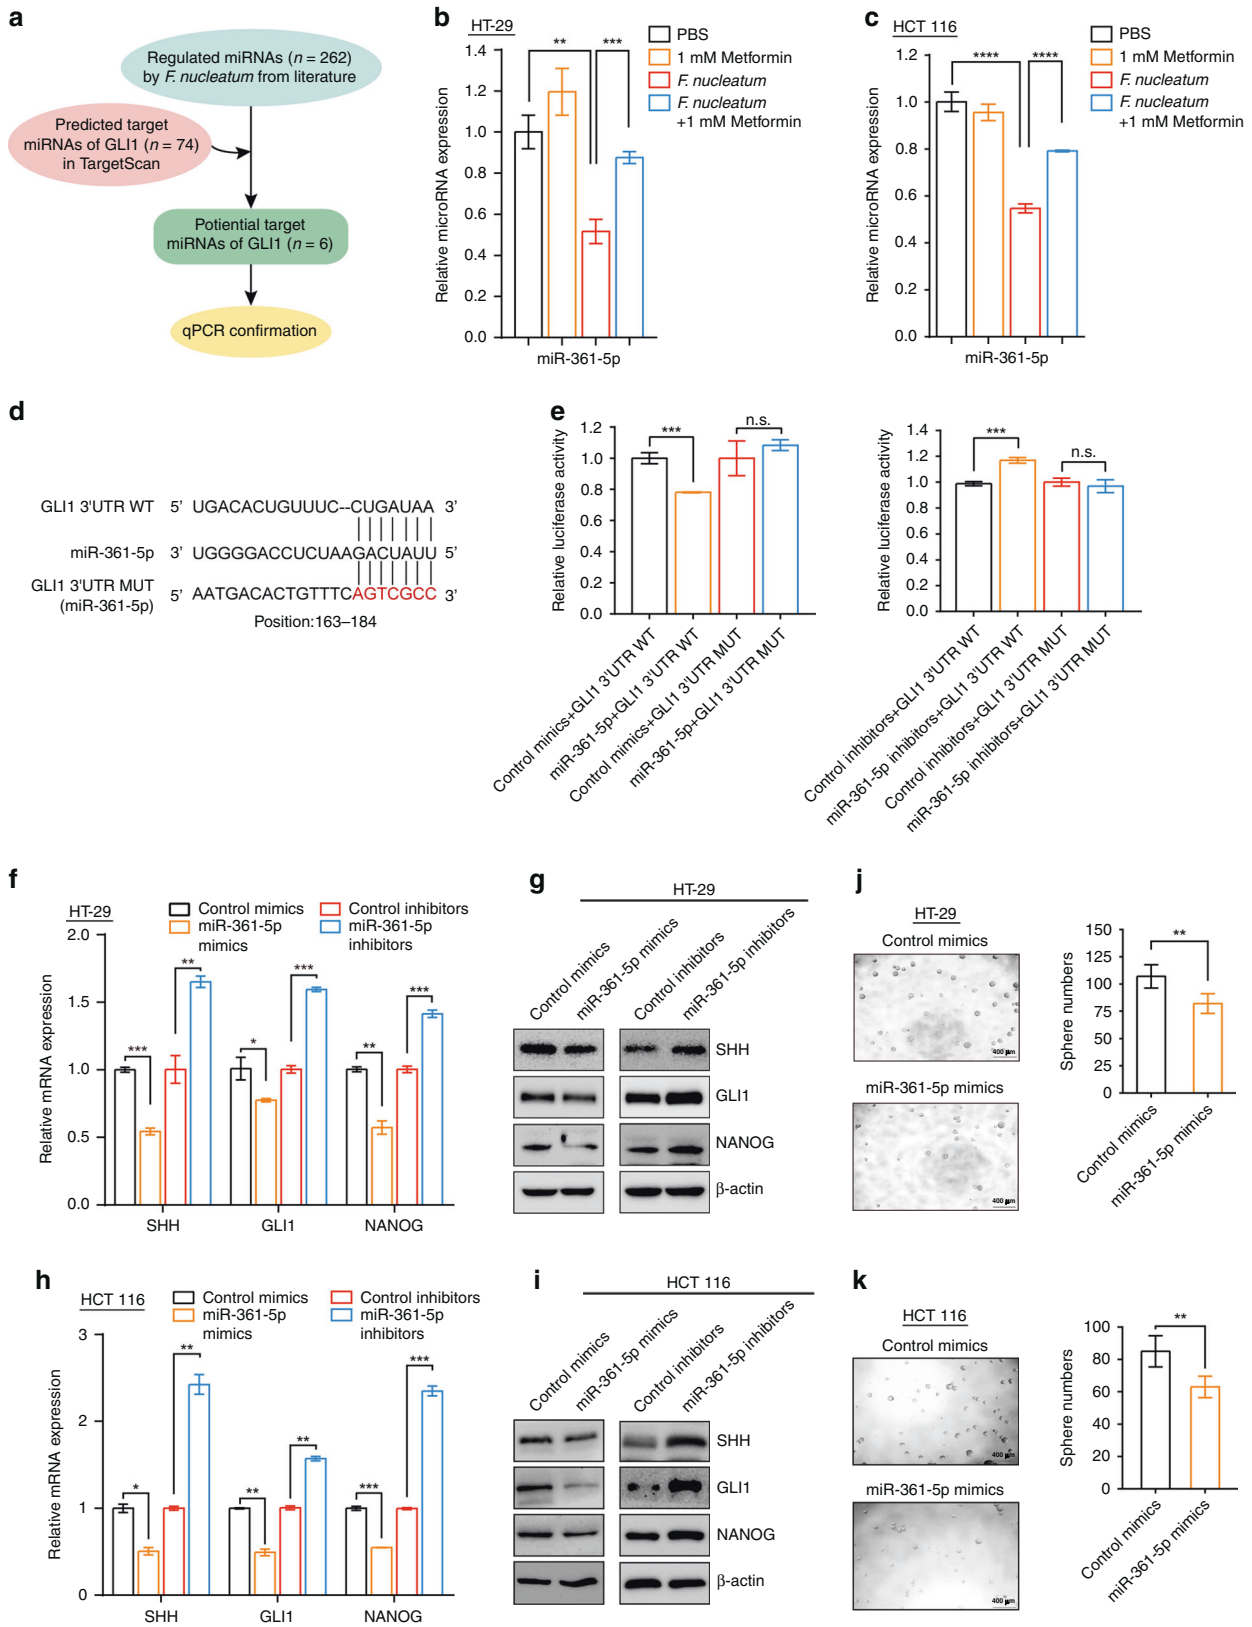 a
Regulated miRNAs (n = 262)
by F. nucleatum from literature
Predicted target
miRNAs of GLI1 (n = 74)
in TargetScan
Potiential target
miRNAs of GLI1 (n = 6)
qPCR confirmation
b
HT-29
PBS
1 mM Metformin
F. nucleatum
F. nucleatum
+1 mM Metformin
Relative microRNA expression
1.4
1.2
1.0
0.8
0.6
0.4
0.2
0.0
**
***
miR-361-5p
c
HCT 116
PBS
1 mM Metformin
F. nucleatum
F. nucleatum
+1 mM Metformin
Relative microRNA expression
1.2
1.0
0.8
0.6
0.4
0.2
0.0
****
****
miR-361-5p
d
GLI1 3'UTR WT 5' UGACACUGUUUC--CUGAUAA 3'
miR-361-5p 3' UGGGGACCUCUAAGACUAUU 5'
GLI1 3'UTR MUT
(miR-361-5p)
5' AATGACACTGTTTCAGTCGCC 3'
Position:163–184
e
Relative luciferase activity
1.2
1.0
0.8
0.6
0.4
0.2
0.0
***
n.s.
Control minics+GLI1 3'UTR WT
miR-361-5p+GLI1 3'UTR WT
Control mimics+GLI1 3'UTR MUT
miR-361-5p+GLI1 3'UTR MUT
Relative luciferase activity
1.4
1.2
1.0
0.8
0.6
0.4
0.2
0.0
***
n.s.
Control inhibitors+GLI1 3'UTR WT
miR-361-5p inhibitors+GLI1 3'UTR WT
Control inhibitors+GLI1 3'UTR MUT
miR-361-5p inhibitors+GLI1 3'UTR MUT
f
HT-29
Control mimics
miR-361-5p
mimics
Control inhibitors
miR-361-5p
inhibitors
Relative mRNA expression
2.0
1.5
1.0
0.5
0.0
***
**
*
***
**
***
SHH
GLI1
NANOG
g
HT-29
Control mimics
miR-361-5p mimics
Control inhibitors
miR-361-5p inhibitors
SHH
GLI1
NANOG
β-actin
j
HT-29
Control mimics
400 µm
miR-361-5p mimics
400 µm
Sphere numbers
150
125
100
75
50
25
0
**
Control mimics
miR-361-5p mimics
h
HCT 116
Control mimics
miR-361-5p
mimics
Control inhibitors
miR-361-5p
inhibitors
Relative mRNA expression
3
2
1
0
*
**
**
**
***
***
SHH
GLI1
NANOG
i
HCT 116
Control mimics
miR-361-5p mimics
Control inhibitors
miR-361-5p inhibitors
SHH
GLI1
NANOG
β-actin
k
HCT 116
Control mimics
400 µm
miR-361-5p mimics
400 µm
Sphere numbers
100
80
60
40
20
0
**
Control mimics
miR-361-5p mimics